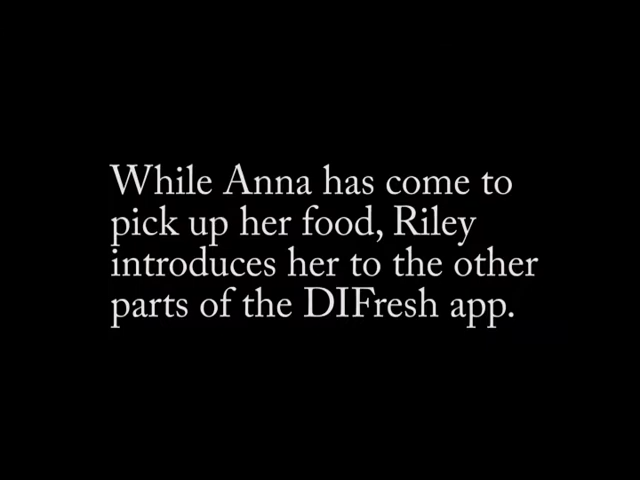 While Anna has come to
pick up her food, Riley
introduces her to the other
parts of the DIFresh app.